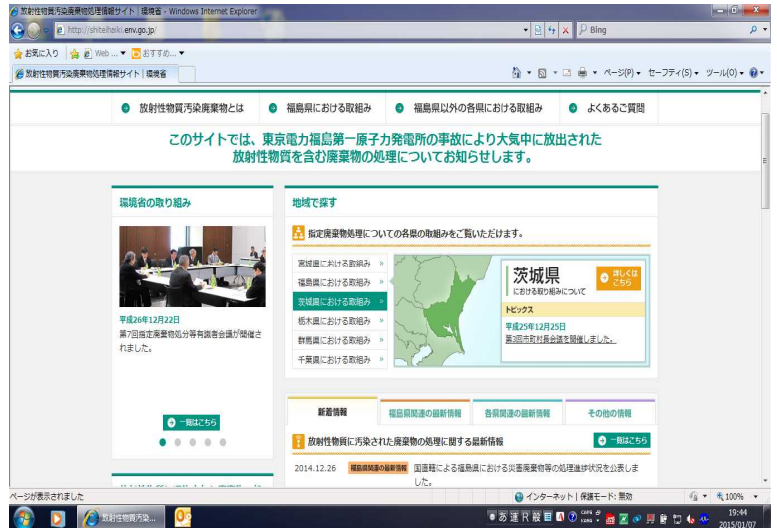 放射性物質汚染廃棄物処理情報サイト | 環境省 - Windows Internet Explorer
http://shiteihaiki.env.go.jp/
Bing
お気に入り
Web ...
おすすめ...
放射性物質汚染廃棄物処理情報サイト | 環境省
ページ(P) セーフティ(S) ツール(O)
放射性物質汚染廃棄物とは 福島県における取組み 福島県以外の各県における取組み よくあるご質問
このサイトでは、東京電力福島第一原子力発電所の事故により大気中に放出された
放射性物質を含む廃棄物の処理についてお知らせします。
環境省の取り組み
平成26年12月22日
第7回指定廃棄物処分等有識者会議が開催さ
れました。
一覧はこちら
地域で探す
指定廃棄物処理についての各県の取組みをご覧いただけます。
宮城県における取組み
福島県における取組み
茨城県における取組み
栃木県における取組み
群馬県における取組み
千葉県における取組み
茨城県
における取り組みについて
詳しくは
こちら
トピックス
平成25年12月25日
第3回市町村長会議を開催しました。
新着情報 福島県関連の最新情報 各県関連の最新情報 その他の情報
放射性物質に汚染された廃棄物の処理に関する最新情報
一覧はこちら
2014.12.26 福島県関連の最新情報 国直轄による福島県における災害廃棄物等の処理進捗状況を公表しま
した。
ページが表示されました
インターネット | 保護モード: 無効
100%
放射性物質汚染...
あ 連 R 般
CAPS
KANA
19:44
2015/01/07